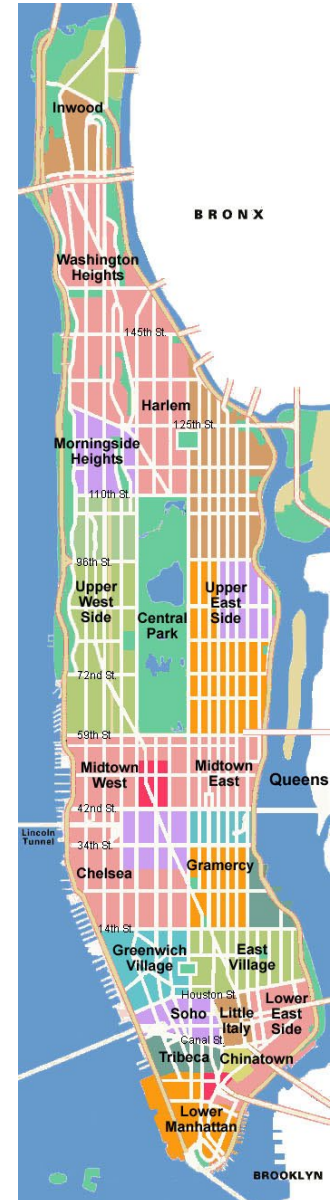 Inwood
BRONX
Washington
Heights
145th St.
Harlem
125th St.
Morningside
Heights
110th St.
96th St.
Upper
West
Side
Central
Park
Upper
East
Side
72nd St.
59th St.
Midtown
West
Midtown
East
Queens
42nd St.
Lincoln
Tunnel
34th St.
Chelsea
Gramercy
14th St.
Greenwich
Village
East
Village
Houston St.
Soho
Little
Italy
Lower
East
Side
Canal St.
Tribeca
Chinatown
Lower
Manhattan
BROOKLYN